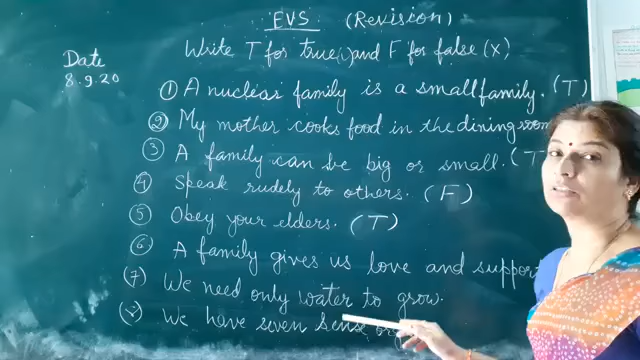 EVS (Revision)
Date
8.9.20
Write T for true(✓) and F for false (x)
① A nuclear family is a small family. (T)
② My mother cooks food in the dining room
③ A family can be big or small. (T
④ Speak rudely to others. (F)
⑤ Obey your elders. (T)
⑥ A family gives us love and support
(7) We need only water to grow.
We have seven sense